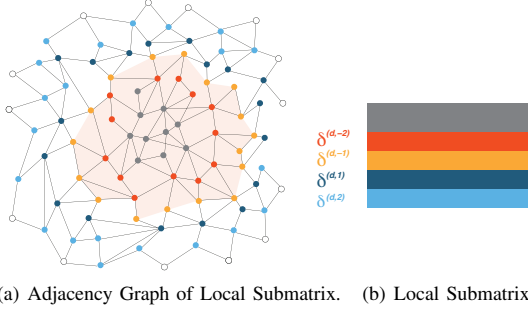 δ(d,−2)
δ(d,−1)
δ(d,1)
δ(d,2)
(a) Adjacency Graph of Local Submatrix. (b) Local Submatrix